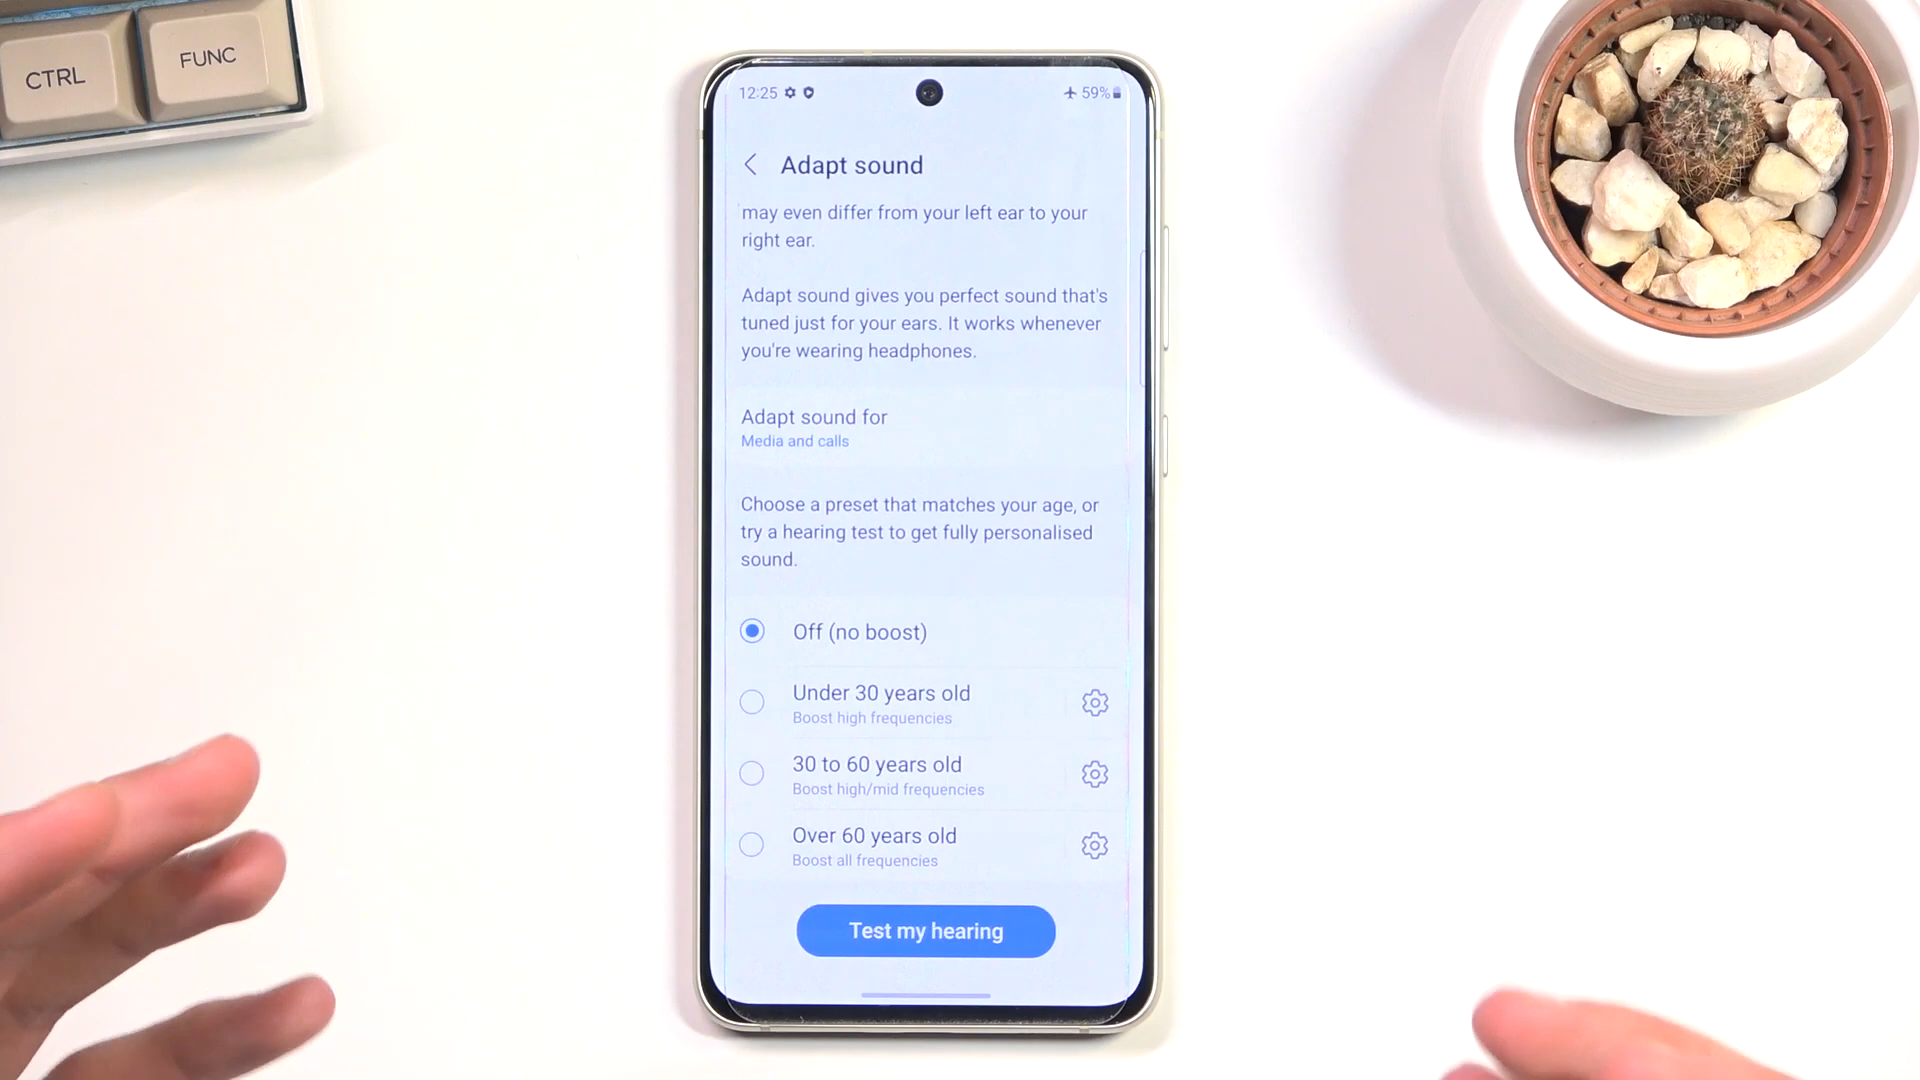 CTRL
FUNC
12:25
59%
Adapt sound
may even differ from your left ear to your
right ear.
Adapt sound gives you perfect sound that's
tuned just for your ears. It works whenever
you're wearing headphones.
Adapt sound for
Media and calls
Choose a preset that matches your age, or
try a hearing test to get fully personalised
sound.
Off (no boost)
Under 30 years old
Boost high frequencies
30 to 60 years old
Boost high/mid frequencies
Over 60 years old
Boost all frequencies
Test my hearing